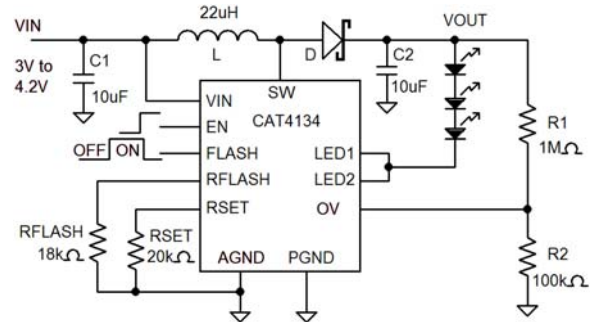 22uH
VIN
VOUT
L
D
C1
C2
3V to
4.2V
10uF
10uF
SW
VIN
CAT4134
EN
R1
1MΩ
OFF
ON
FLASH
LED1
RFLASH
LED2
RSET
OV
RFLASH
18kΩ
RSET
20kΩ
AGND
PGND
R2
100kΩ